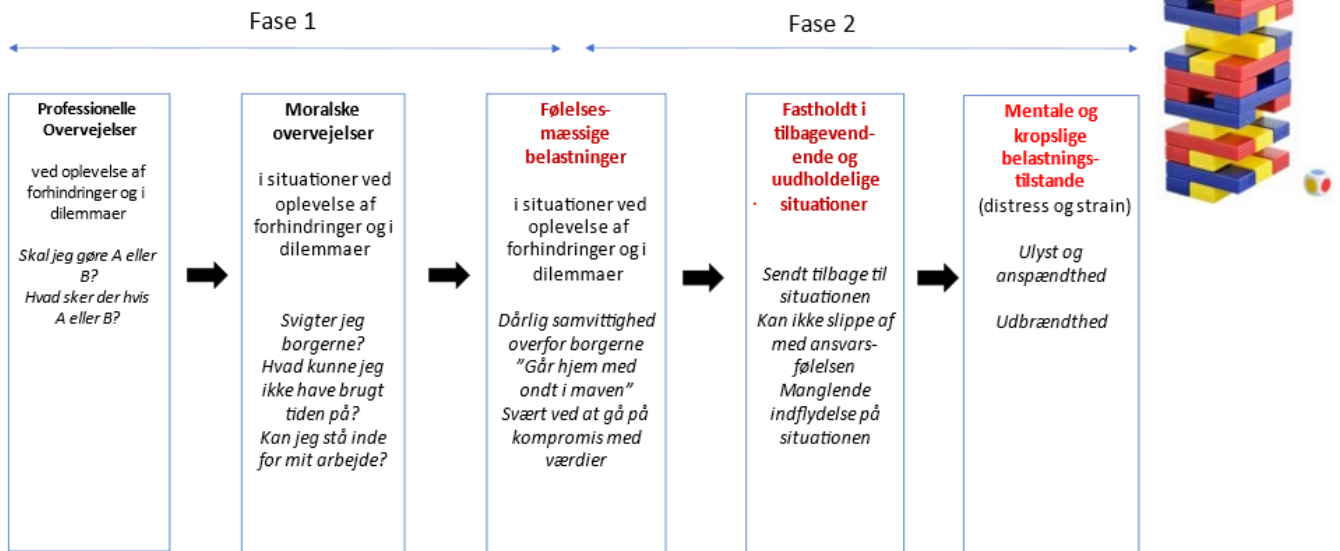 Fase 1
Fase 2
Professionelle
Overvejelser
ved oplevelse af
forhindringer og i
dilemmaer
Skal jeg gøre A eller
B?
Hvad sker der hvis
A eller B?
Moralske
overvejelser
i situationer ved
oplevelse af
forhindringer og i
dilemmaer
Svigter jeg
borgerne?
Hvad kunne jeg
ikke have brugt
tiden på?
Kan jeg stå inde
for mit arbejde?
Følelses-
mæssige
belastninger
i situationer ved
oplevelse af
forhindringer og i
dilemmaer
Dårlig samvittighed
overfor borgerne
”Går hjem med
ondt i maven”
Svært ved at gå på
kompromis med
værdier
Fastholdt i
tilbagevend-
ende og
uudholdelige
situationer
Sendt tilbage til
situationen
Kan ikke slippe af
med ansvars-
følelsen
Manglende
indflydelse på
situationen
Mentale og
kropslige
belastnings-
tilstande
(distress og strain)
Ulyst og
anspændthed
Udbrændthed